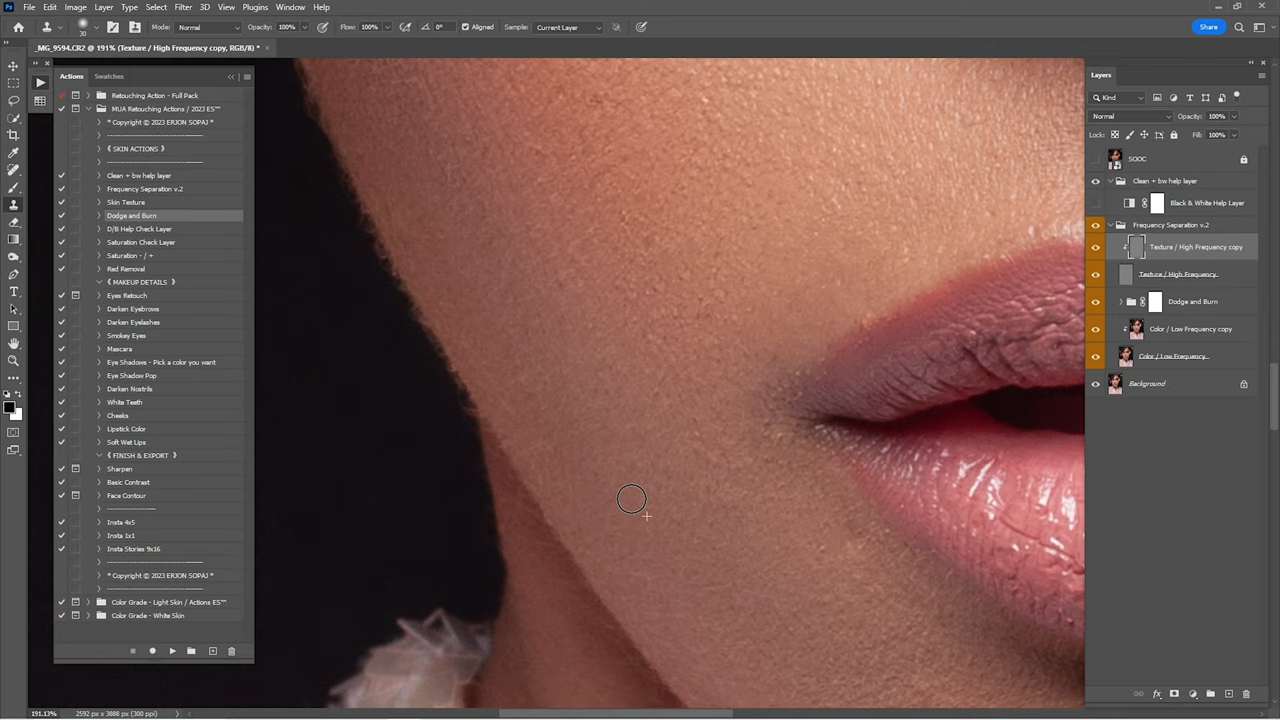 File Edit Image Layer Type Select Filter 3D View Plugins Window Help
30 Mode: Normal Opacity: 100% Flow: 100% 0° Aligned Sample: Current Layer Share
_MG_9594.CR2 @ 191% (Texture / High Frequency copy, RGB/8) *
Actions Swatches
Retouching Action - Full Pack
MUA Retouching Actions / 2023 ES™
* Copyright © 2023 ERJON SOPAJ *
《 SKIN ACTIONS 》
Clean + bw help layer
Frequency Separation v.2
Skin Texture
Dodge and Burn
D/B Help Check Layer
Saturation Check Layer
Saturation - / +
Red Removal
《 MAKEUP DETAILS 》
Eyes Retouch
Darken Eyebrows
Darken Eyelashes
Smokey Eyes
Mascara
Eye Shadows - Pick a color you want
Eye Shadow Pop
Darken Nostrils
White Teeth
Cheeks
Lipstick Color
Soft Wet Lips
《 FINISH & EXPORT 》
Sharpen
Basic Contrast
Face Contour
Insta 4x5
Insta 1x1
Insta Stories 9x16
* Copyright © 2023 ERJON SOPAJ *
Color Grade - Light Skin / Actions ES™
Color Grade - White Skin
Layers
Kind
Normal Opacity: 100%
Lock: Fill: 100%
SOOC
Clean + bw help layer
Black & White Help Layer
Frequency Separation v.2
Texture / High Frequency copy
Texture / High Frequency
Dodge and Burn
Color / Low Frequency copy
Color / Low Frequency
Background
191.13% 2592 px x 3888 px (300 ppi)